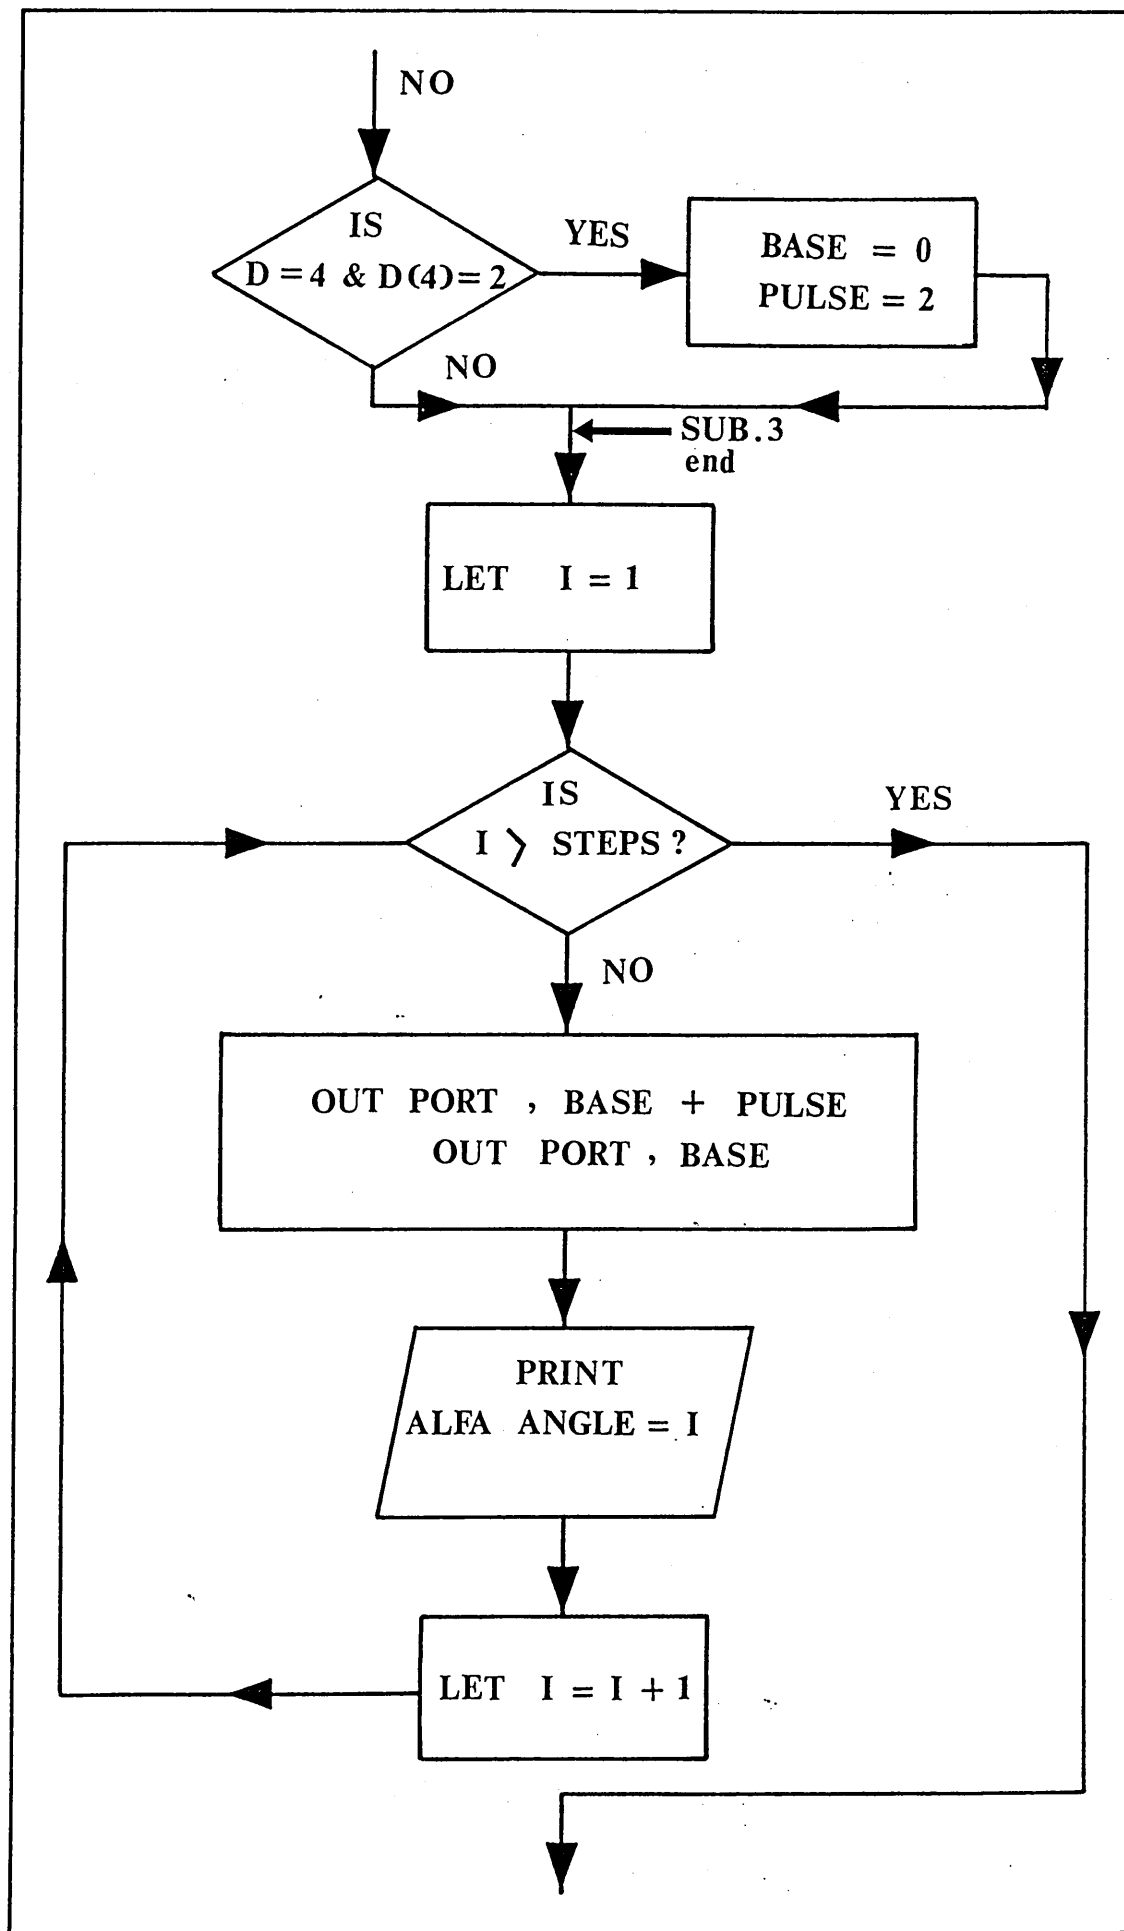 NO
IS
D = 4 & D(4) = 2
YES
BASE = 0
PULSE = 2
NO
SUB.3
end
LET I = 1
IS
I > STEPS ?
YES
NO
OUT PORT , BASE + PULSE
OUT PORT , BASE
PRINT
ALFA ANGLE = I
LET I = I + 1